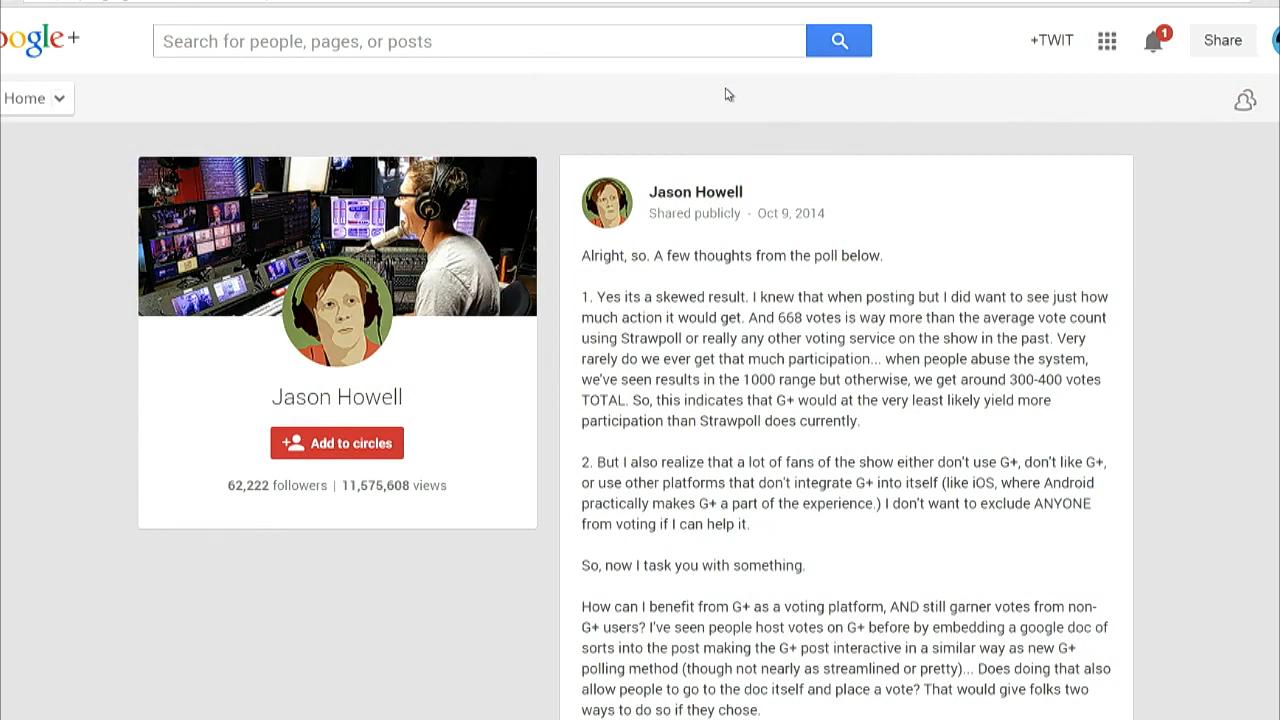 oogle+
Search for people, pages, or posts
+TWIT
1
Share
Home
Jason Howell
Shared publicly - Oct 9, 2014
Alright, so. A few thoughts from the poll below.
1. Yes its a skewed result. I knew that when posting but I did want to see just how
much action it would get. And 668 votes is way more than the average vote count
using Strawpoll or really any other voting service on the show in the past. Very
rarely do we ever get that much participation... when people abuse the system,
we've seen results in the 1000 range but otherwise, we get around 300-400 votes
TOTAL. So, this indicates that G+ would at the very least likely yield more
participation than Strawpoll does currently.
2. But I also realize that a lot of fans of the show either don't use G+, don't like G+,
or use other platforms that don't integrate G+ into itself (like iOS, where Android
practically makes G+ a part of the experience.) I don't want to exclude ANYONE
from voting if I can help it.
So, now I task you with something.
How can I benefit from G+ as a voting platform, AND still garner votes from non-
G+ users? I've seen people host votes on G+ before by embedding a google doc of
sorts into the post making the G+ post interactive in a similar way as new G+
polling method (though not nearly as streamlined or pretty)... Does doing that also
allow people to go to the doc itself and place a vote? That would give folks two
ways to do so if they chose.
Jason Howell
Add to circles
62,222 followers | 11,575,608 views